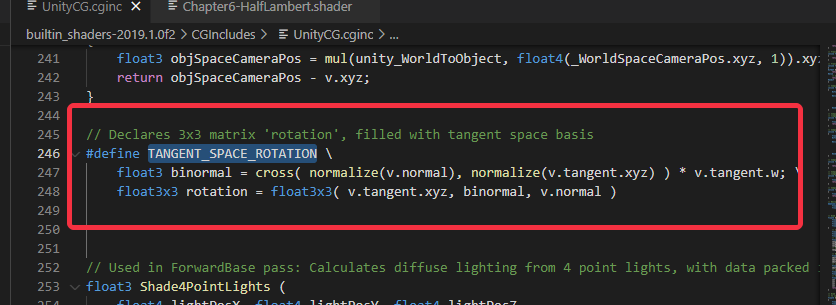 UnityCG.cginc Chapter6-HalfLambert.shader
builtin_shaders-2019.1.0f2 > CGIncludes > UnityCG.cginc > ...
241 float3 objSpaceCameraPos = mul(unity_WorldToObject, float4(_WorldSpaceCameraPos.xyz, 1)).xyz
242 return objSpaceCameraPos - v.xyz;
243 }
244
245 // Declares 3x3 matrix 'rotation', filled with tangent space basis
246 #define TANGENT_SPACE_ROTATION \
247 float3 binormal = cross( normalize(v.normal), normalize(v.tangent.xyz) ) * v.tangent.w; \
248 float3x3 rotation = float3x3( v.tangent.xyz, binormal, v.normal )
249
250
251
252 // Used in ForwardBase pass: Calculates diffuse lighting from 4 point lights, with data packed
253 float3 Shade4PointLights (
254 float4 lightPosX, float4 lightPosY, float4 lightPosZ,